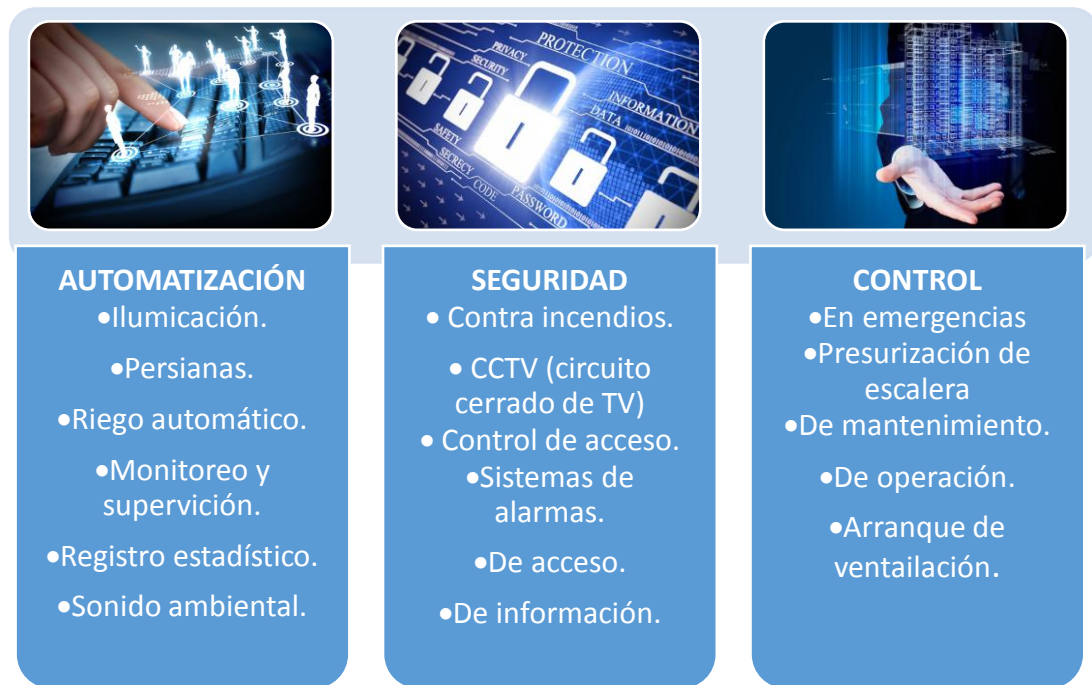 PRIVACY
SECURITY
PROTECTION
INFORMATION
DATA
SAFETY
SECRECY
CODE
PASSWORD
AUTOMATIZACIÓN
•Ilumicación.
•Persianas.
•Riego automático.
•Monitoreo y
supervición.
•Registro estadístico.
•Sonido ambiental.
SEGURIDAD
• Contra incendios.
• CCTV (circuito
cerrado de TV)
• Control de acceso.
•Sistemas de
alarmas.
•De acceso.
•De información.
CONTROL
•En emergencias
•Presurización de
escalera
•De mantenimiento.
•De operación.
•Arranque de
ventailación.